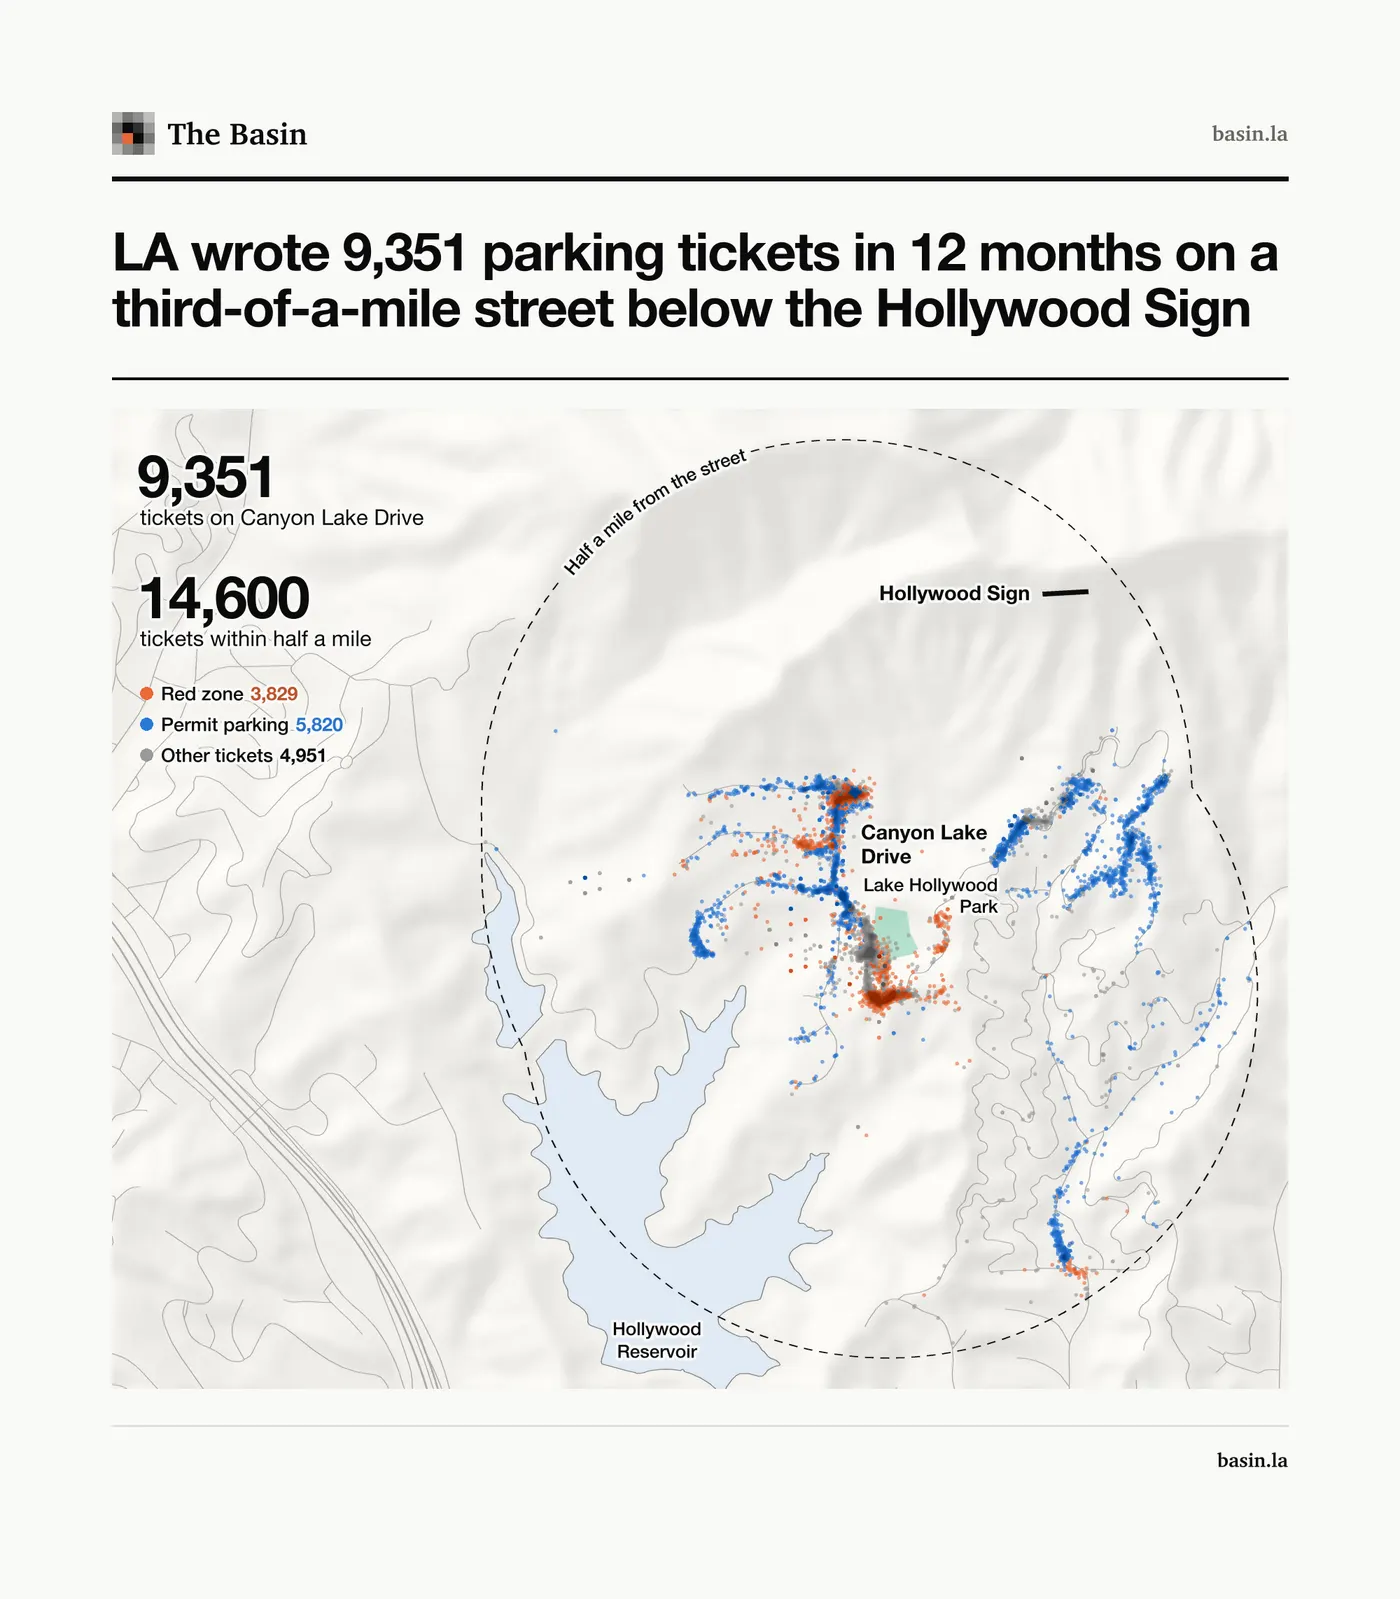 The Basin
basin.la
LA wrote 9,351 parking tickets in 12 months on a
third-of-a-mile street below the Hollywood Sign
9,351
tickets on Canyon Lake Drive
14,600
tickets within half a mile
Red zone 3,829
Permit parking 5,820
Other tickets 4,951
Half a mile from the street
Hollywood Sign
Canyon Lake
Drive
Lake Hollywood
Park
Hollywood
Reservoir
basin.la